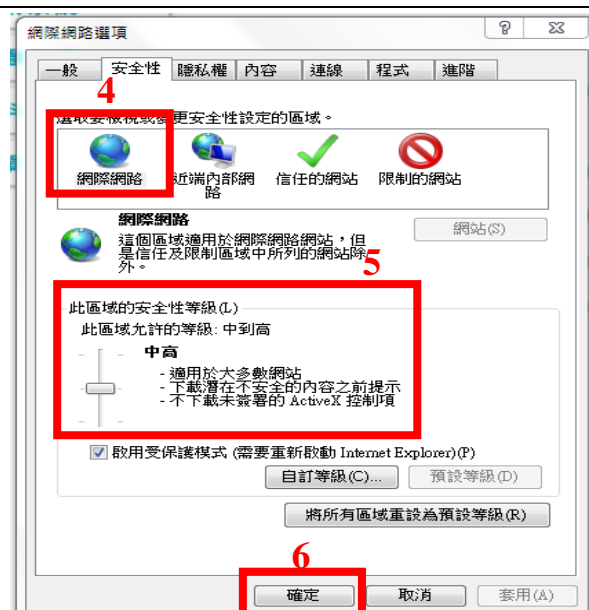 網際網路選項
一般 安全性 隱私權 內容 連線 程式 進階
4
選取要檢視或變更安全性設定的區域。
網際網路 近端內部網路 信任的網站 限制的網站
網際網路
網站(S)
這個區域適用於網際網路網站，但
是信任及限制區域中所列的網站除
外。
5
此區域的安全性等級(L)
此區域允許的等級: 中到高
中高
- 適用於大多數網站
- 下載潛在不安全的內容之前提示
- 不下載未簽署的 ActiveX 控制項
啟用受保護模式 (需要重新啟動 Internet Explorer)(P)
自訂等級(C)... 預設等級(D)
將所有區域重設為預設等級(R)
6
確定 取消 套用(A)